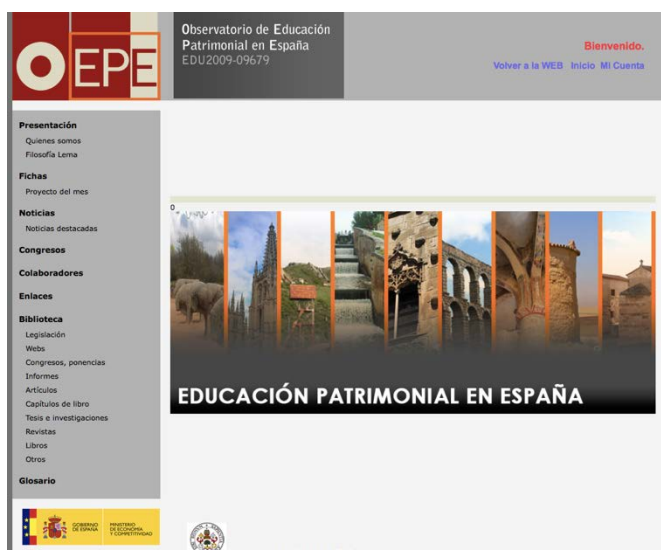 OEPE
Observatorio de Educación
Patrimonial en España
EDU2009-09679
Bienvenido.
Volver a la WEB Inicio Mi Cuenta
Presentación
Quienes somos
Filosofía Lema
Fichas
Proyecto del mes
Noticias
Noticias destacadas
Congresos
Colaboradores
Enlaces
Biblioteca
Legislación
Webs
Congresos, ponencias
Informes
Artículos
Capítulos de libro
Tesis e investigaciones
Revistas
Libros
Otros
Glosario
0
EDUCACIÓN PATRIMONIAL EN ESPAÑA
GOBIERNO
DE ESPAÑA
MINISTERIO
DE ECONOMÍA
Y COMPETITIVIDAD